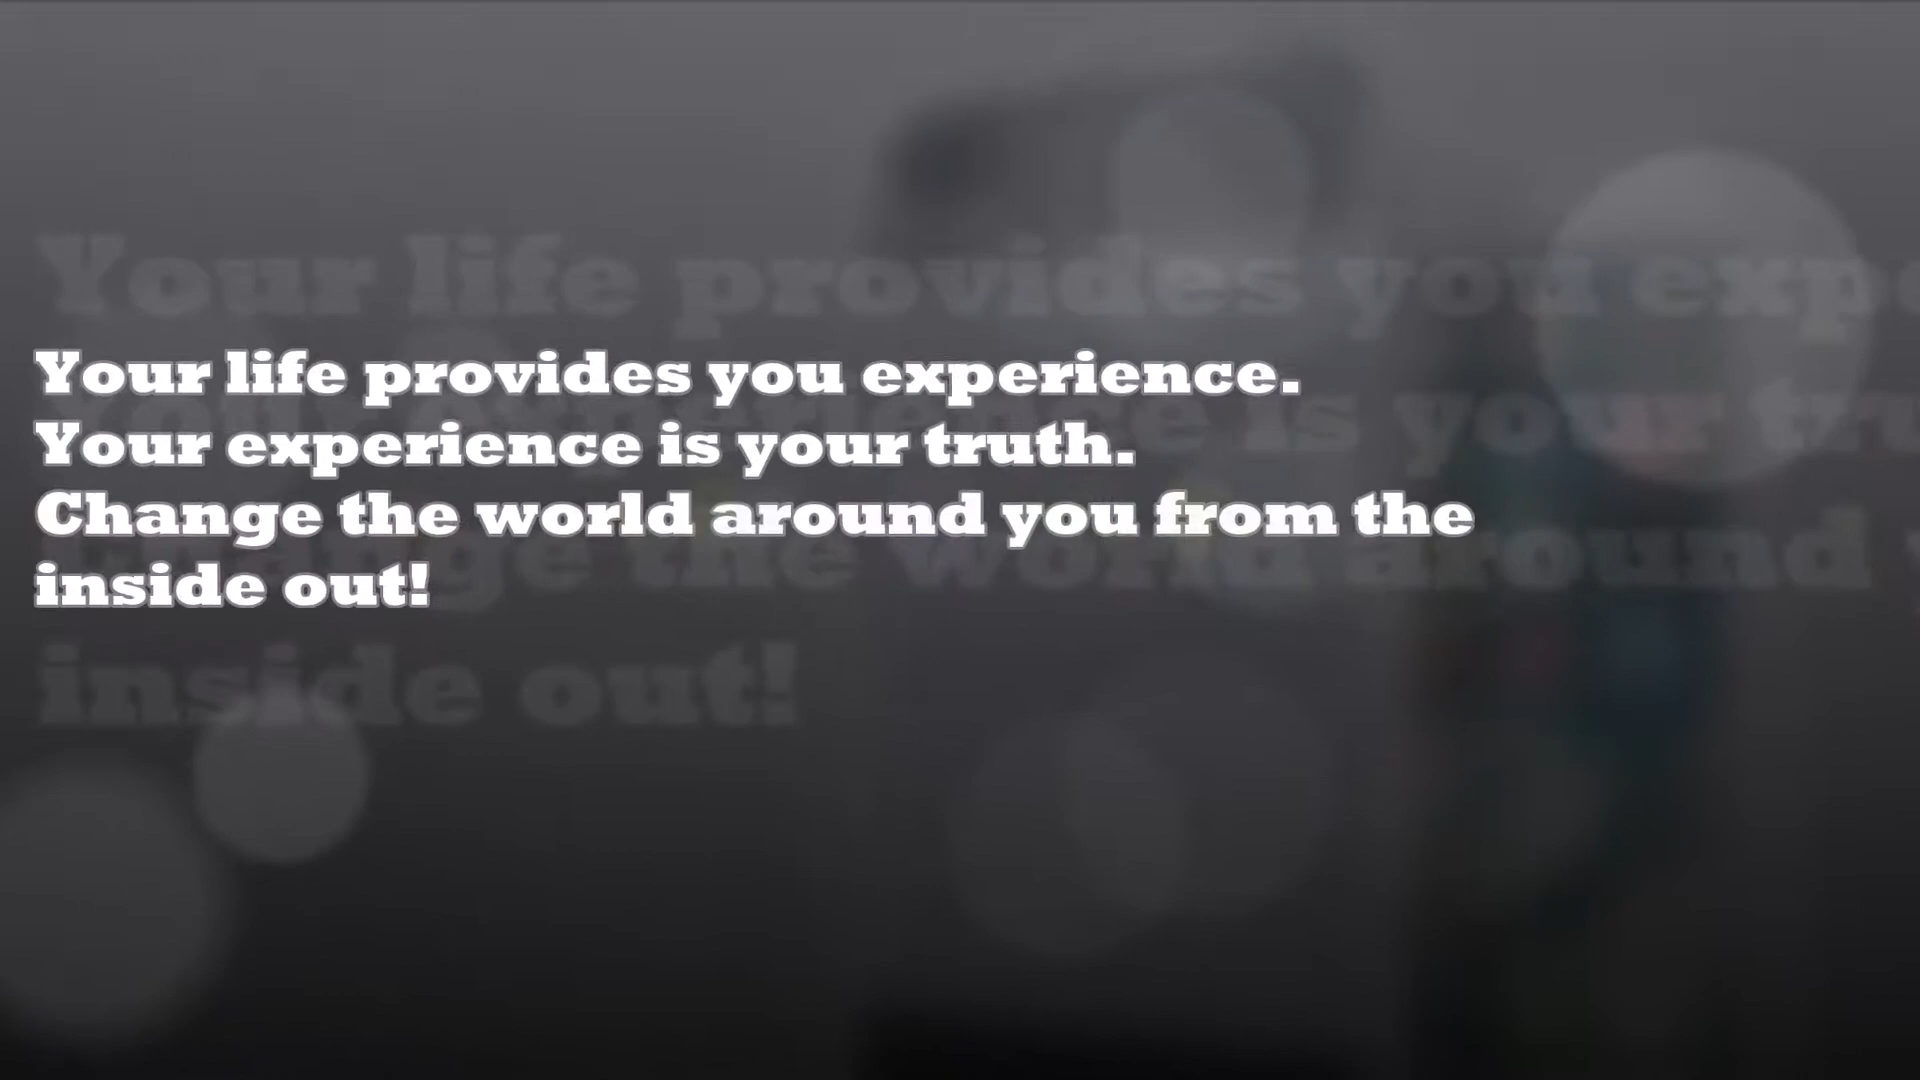 Your life provides you experience.
Your experience is your truth.
Change the world around you from the
inside out!